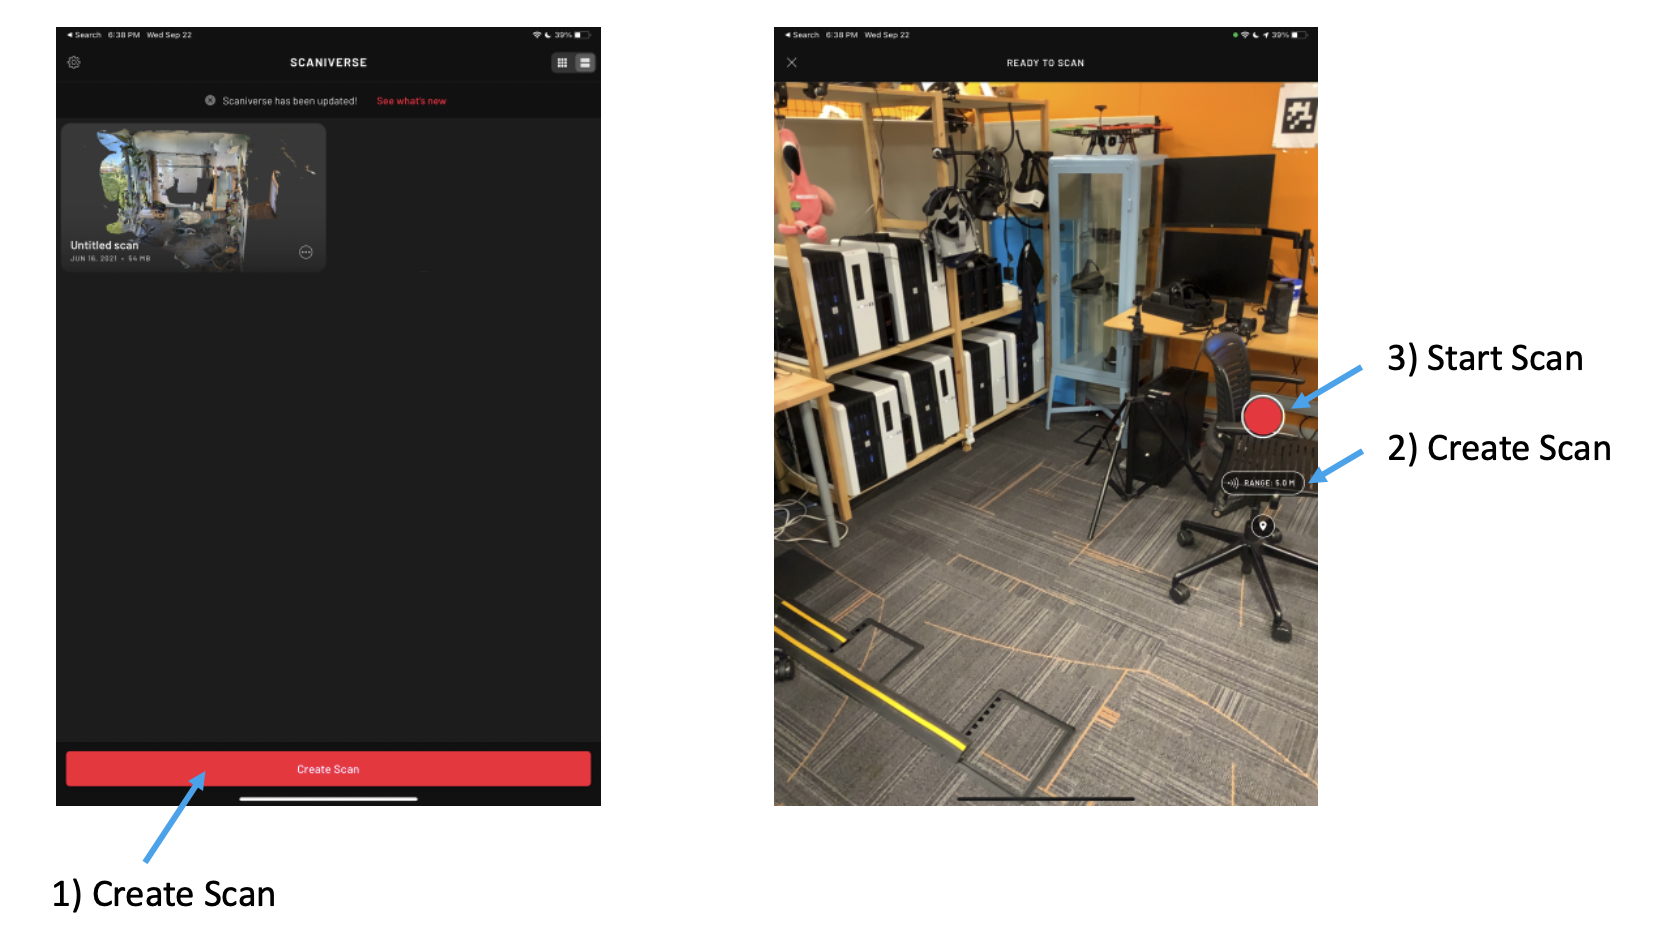 Search 6:38 PM Wed Sep 22
39%
SCANIVERSE
Scaniverse has been updated! See what's new
Untitled scan
JUN 16, 2021 • 54 MB
Create Scan
1) Create Scan
Search 6:38 PM Wed Sep 22
39%
READY TO SCAN
3) Start Scan
2) Create Scan
RANGE: 5.0 M